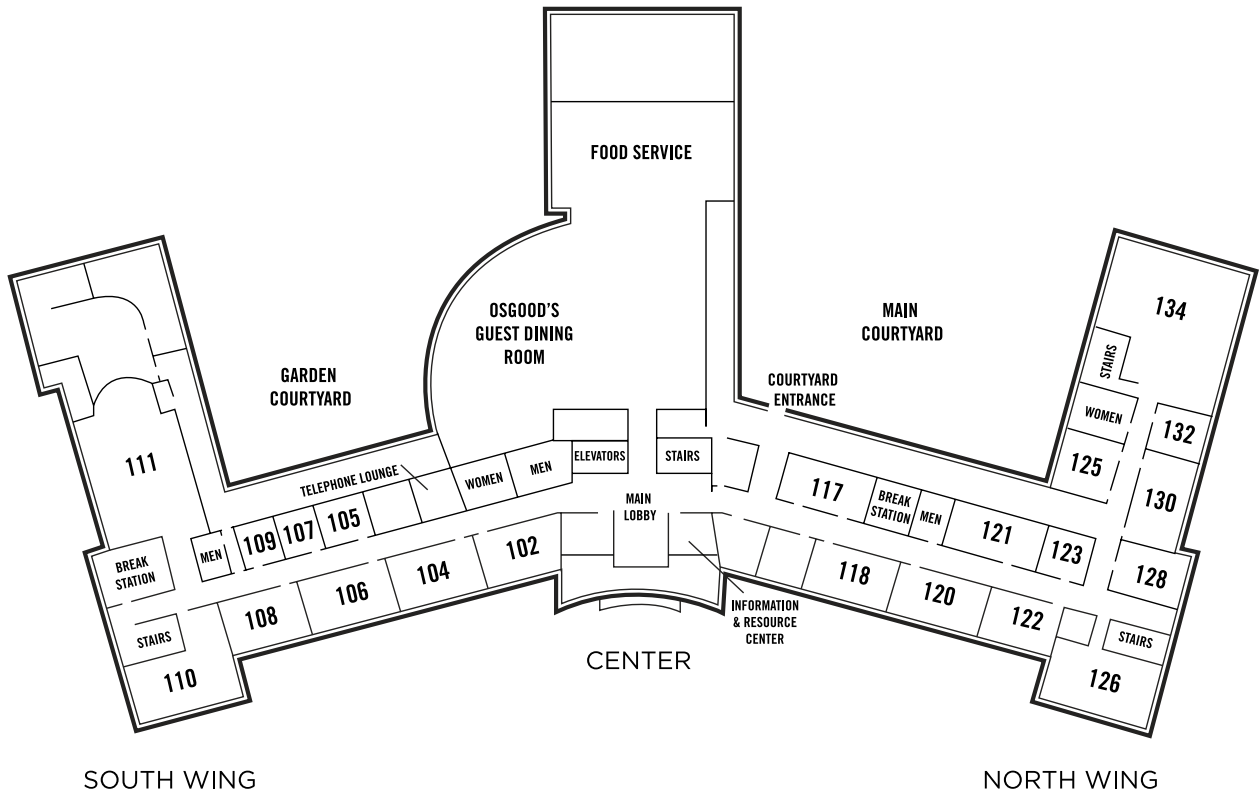 FOOD SERVICE
OSGOOD'S
GUEST DINING
ROOM
MAIN
COURTYARD
134
STAIRS
GARDEN
COURTYARD
COURTYARD
ENTRANCE
WOMEN
132
ELEVATORS
STAIRS
111
125
TELEPHONE LOUNGE
WOMEN
MEN
117
130
MAIN
LOBBY
BREAK
STATION
MEN
109
107
105
121
123
MEN
BREAK
STATION
102
104
106
108
118
120
122
128
INFORMATION
& RESOURCE
CENTER
STAIRS
STAIRS
CENTER
110
126
SOUTH WING
NORTH WING